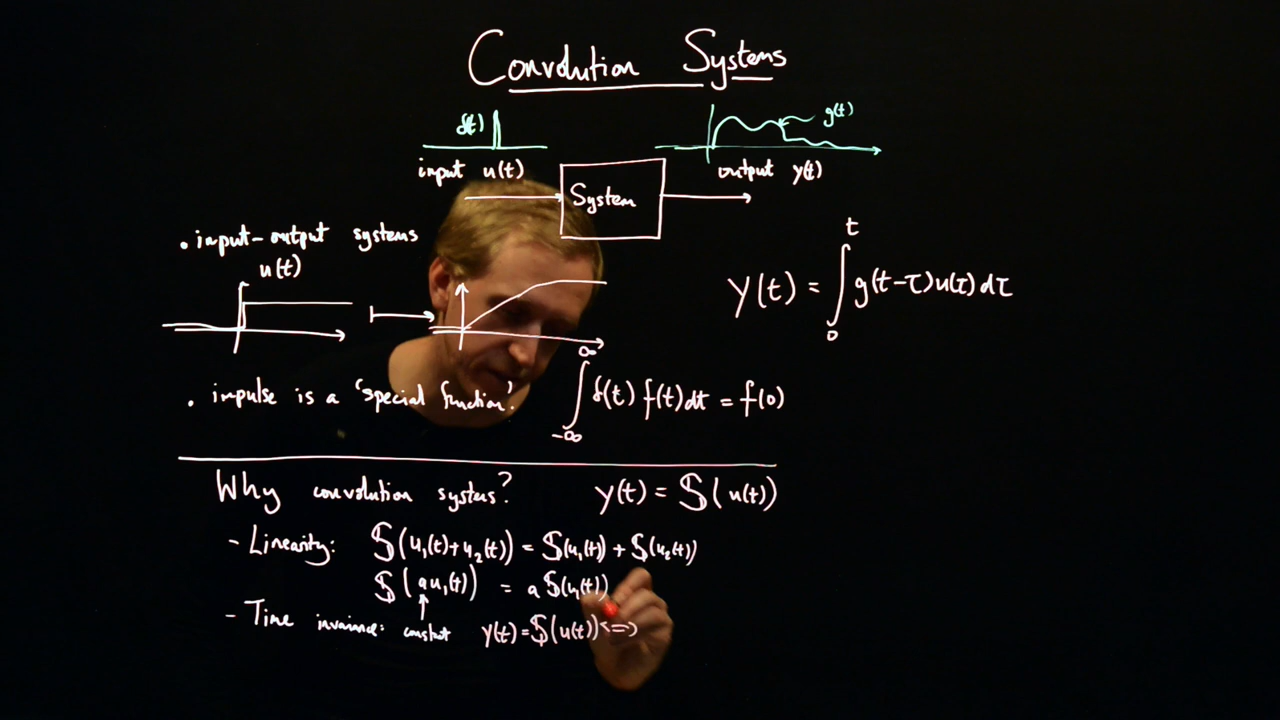 Convolution Systems
δ(t)
g(t)
input u(t)
output y(t)
System
. input-output systems
u(t)
y(t) = ∫₀ᵗ g(t-τ)u(τ)dτ
. impulse is a 'special function'. ∫_{-∞}^{∞} δ(t) f(t)dt = f(0)
Why convolution systems? y(t) = 𝕊(u(t))
- Linearity: 𝕊(u₁(t)+u₂(t)) = 𝕊(u₁(t)) + 𝕊(u₂(t))
𝕊(au₁(t)) = a𝕊(u₁(t))
- Time invariance: constant y(t)=𝕊(u(t)) <=>